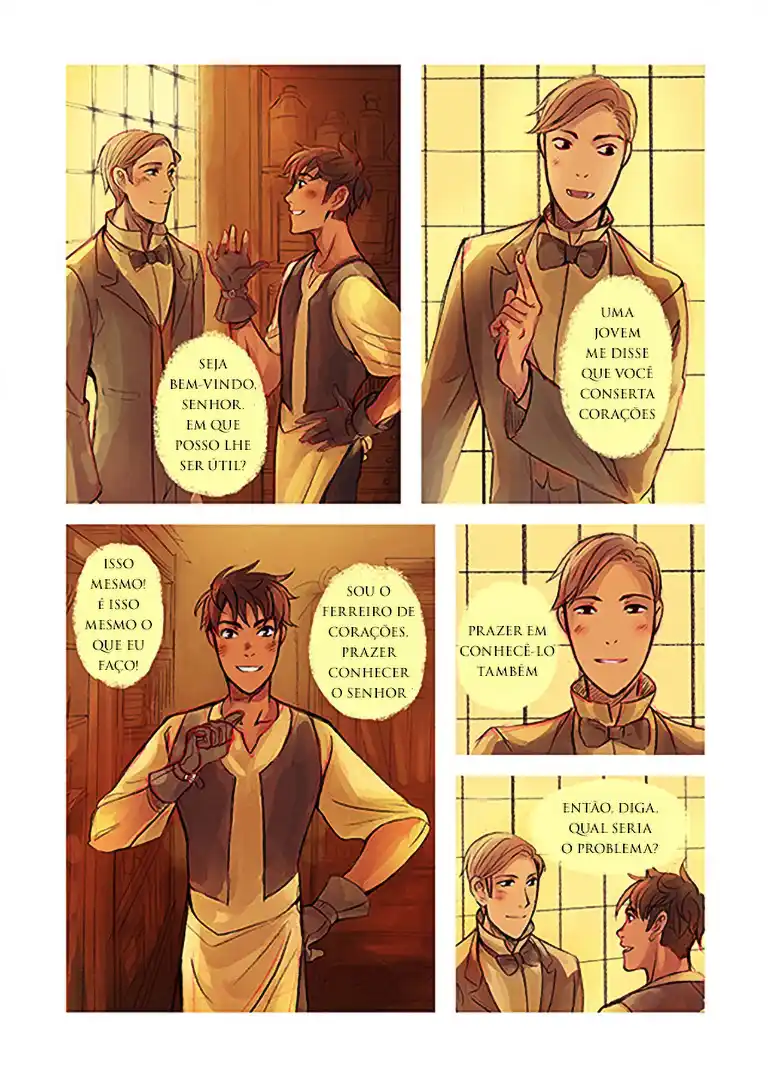 SEJA
BEM-VINDO,
SENHOR.
EM QUE
POSSO LHE
SER ÚTIL?
UMA
JOVEM
ME DISSE
QUE VOCÊ
CONSERTA
CORAÇÕES
ISSO
MESMO!
É ISSO
MESMO O
QUE EU
FAÇO!
SOU O
FERREIRO DE
CORAÇÕES,
PRAZER
CONHECER
O SENHOR
PRAZER EM
CONHECÊ-LO
TAMBÉM
ENTÃO, DIGA,
QUAL SERIA
O PROBLEMA?